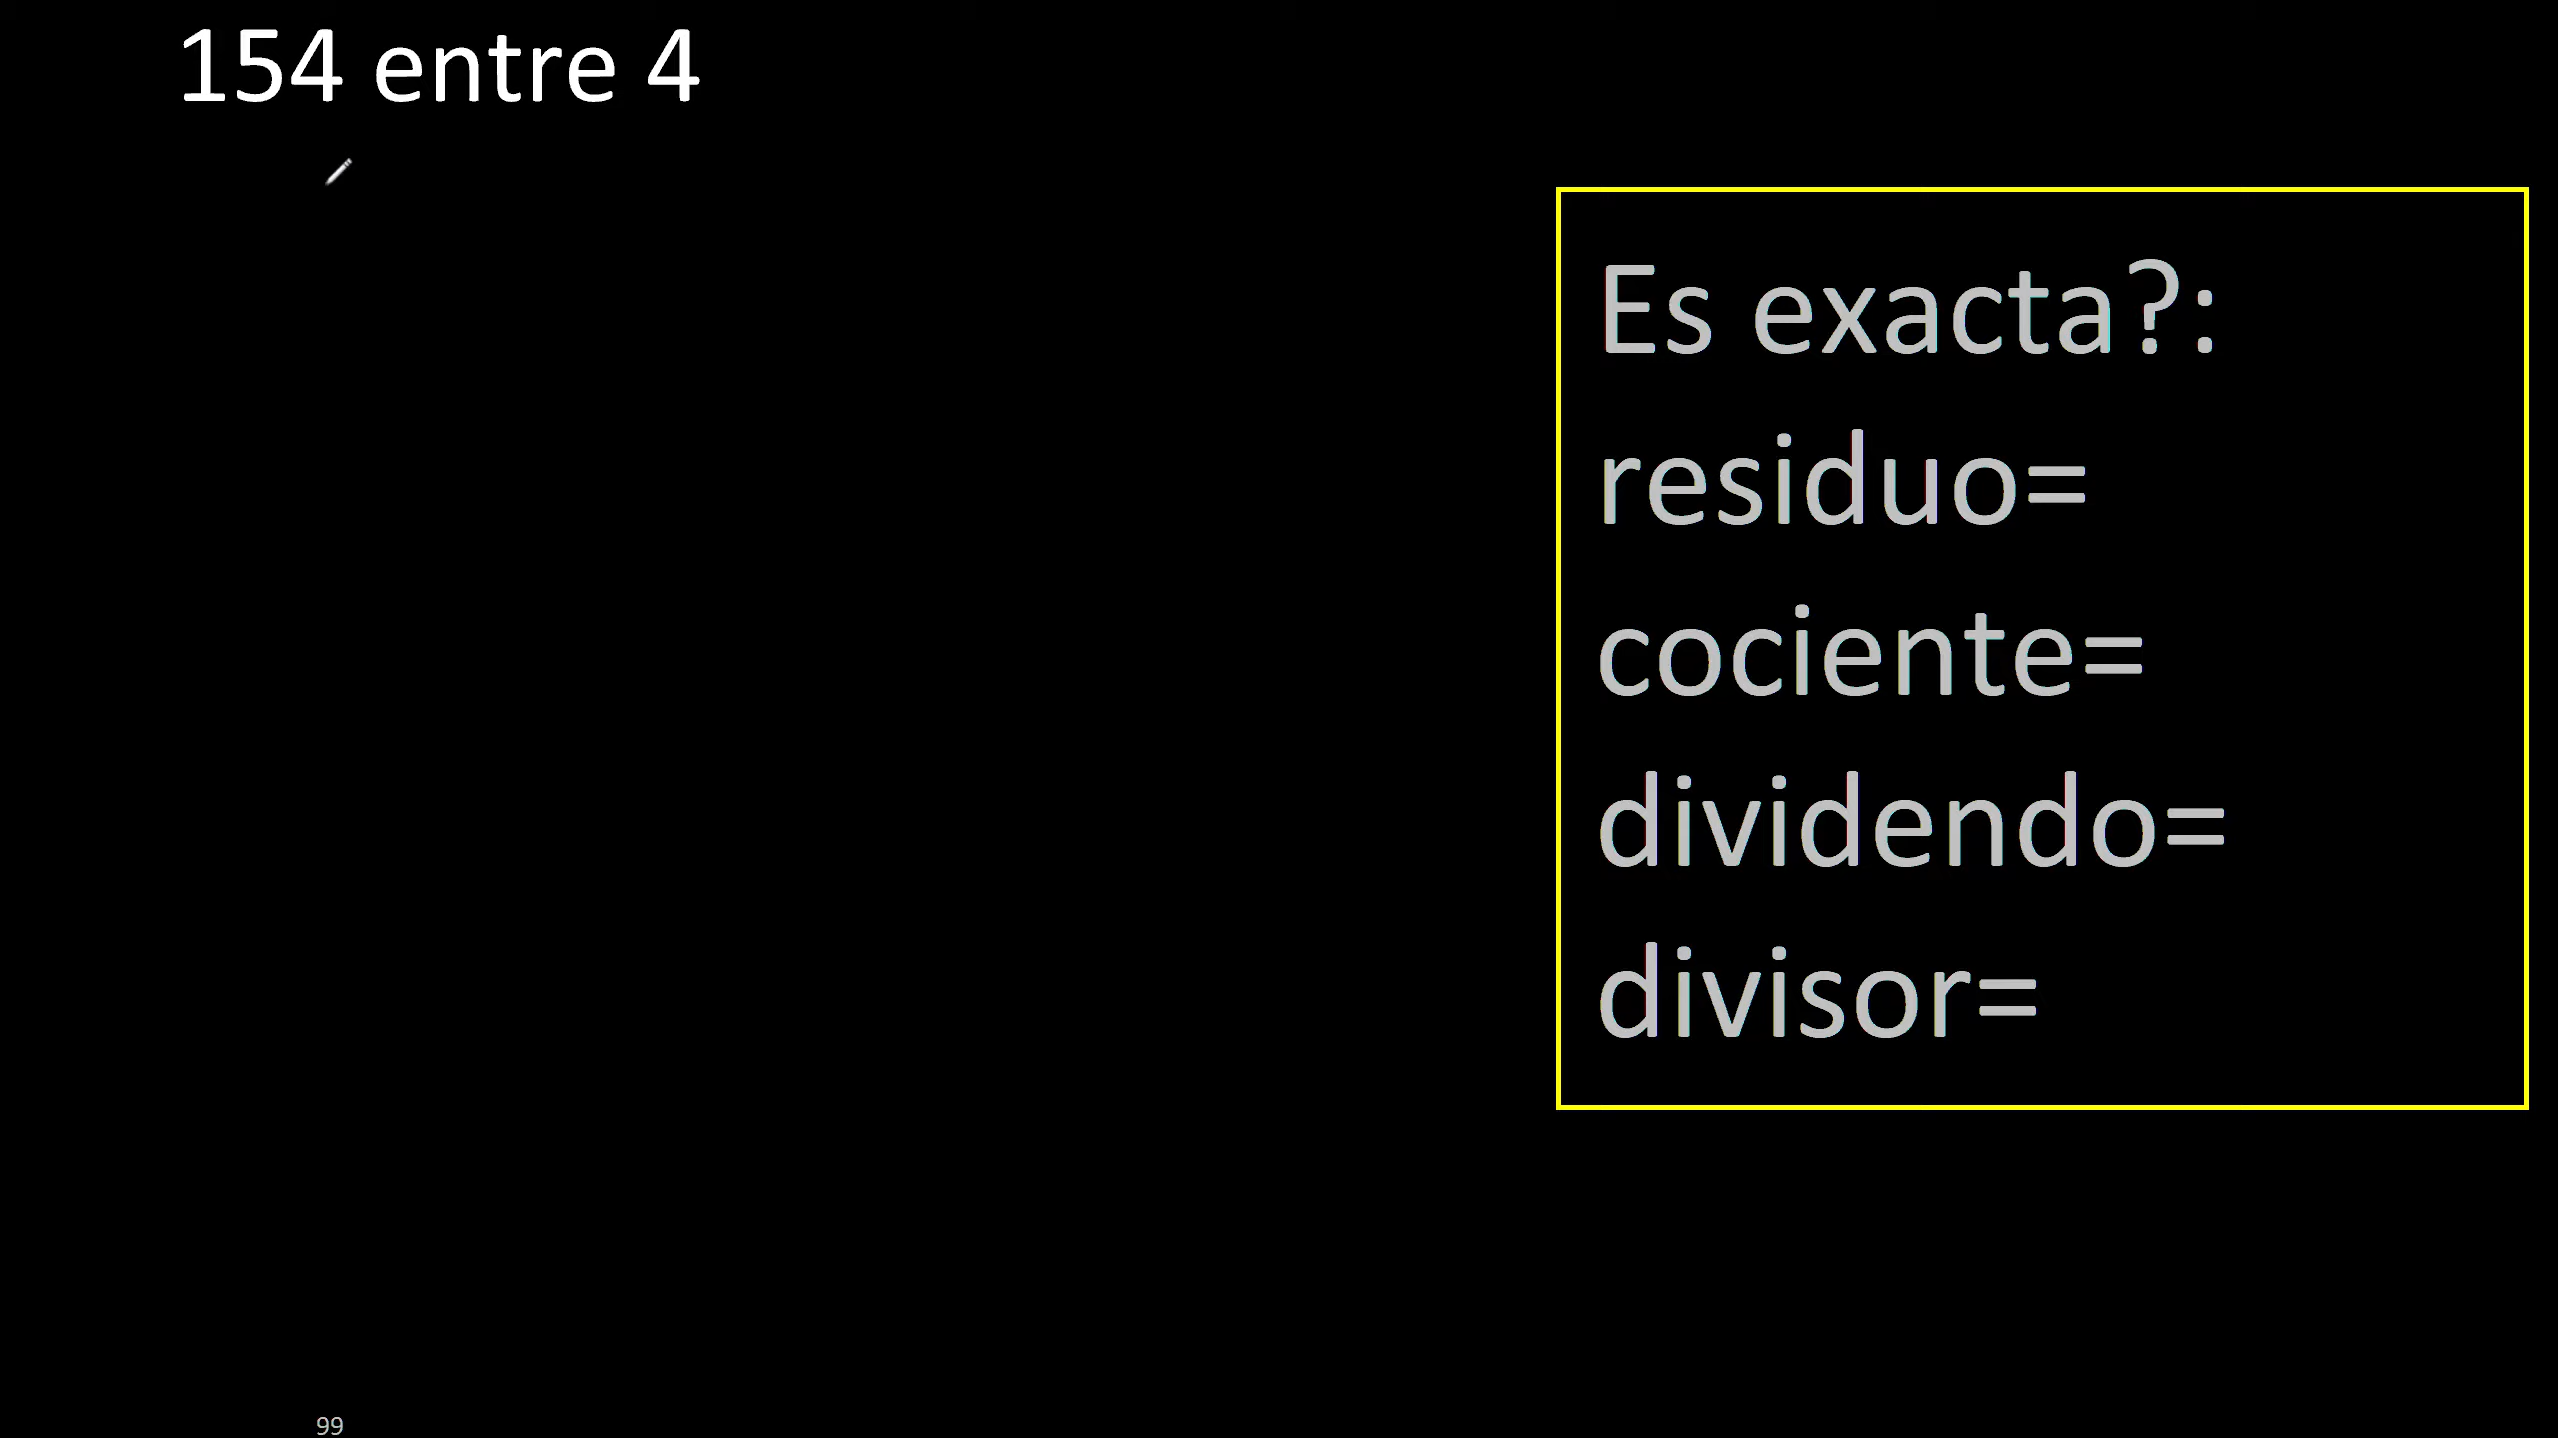 154 entre 4
Es exacta?:
residuo=
cociente=
dividendo=
divisor=
99